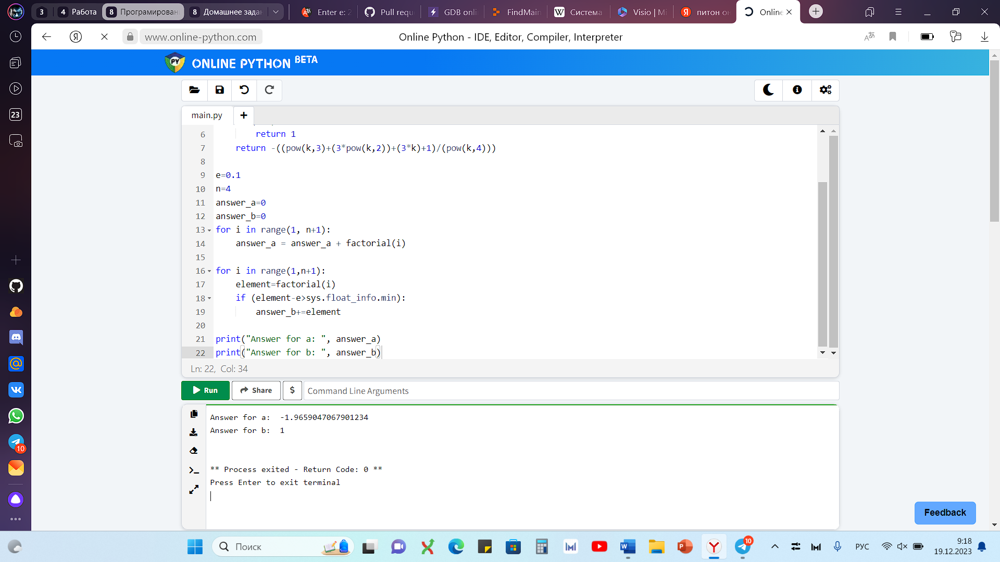 3
4 Работа
8 Програмирован
8 Домашнее зада
Enter e: 2
Pull requ
GDB onli
FindMain
Система
Visio | Mi
питон он
Online
www.online-python.com
Online Python - IDE, Editor, Compiler, Interpreter
23
PY
ONLINE PYTHON BETA
main.py
6 return 1
7 return -((pow(k,3)+(3*pow(k,2))+(3*k)+1)/(pow(k,4)))
8
9 e=0.1
10 n=4
11 answer_a=0
12 answer_b=0
13 for i in range(1, n+1):
14 answer_a = answer_a + factorial(i)
15
16 for i in range(1,n+1):
17 element=factorial(i)
18 if (element-e>sys.float_info.min):
19 answer_b+=element
20
21 print("Answer for a: ", answer_a)
22 print("Answer for b: ", answer_b)
Ln: 22, Col: 34
Run
Share
$
Command Line Arguments
Answer for a:  -1.9659047067901234
Answer for b:  1
** Process exited - Return Code: 0 **
Press Enter to exit terminal
10
Feedback
Поиск
10
РУС
9:18
19.12.2023